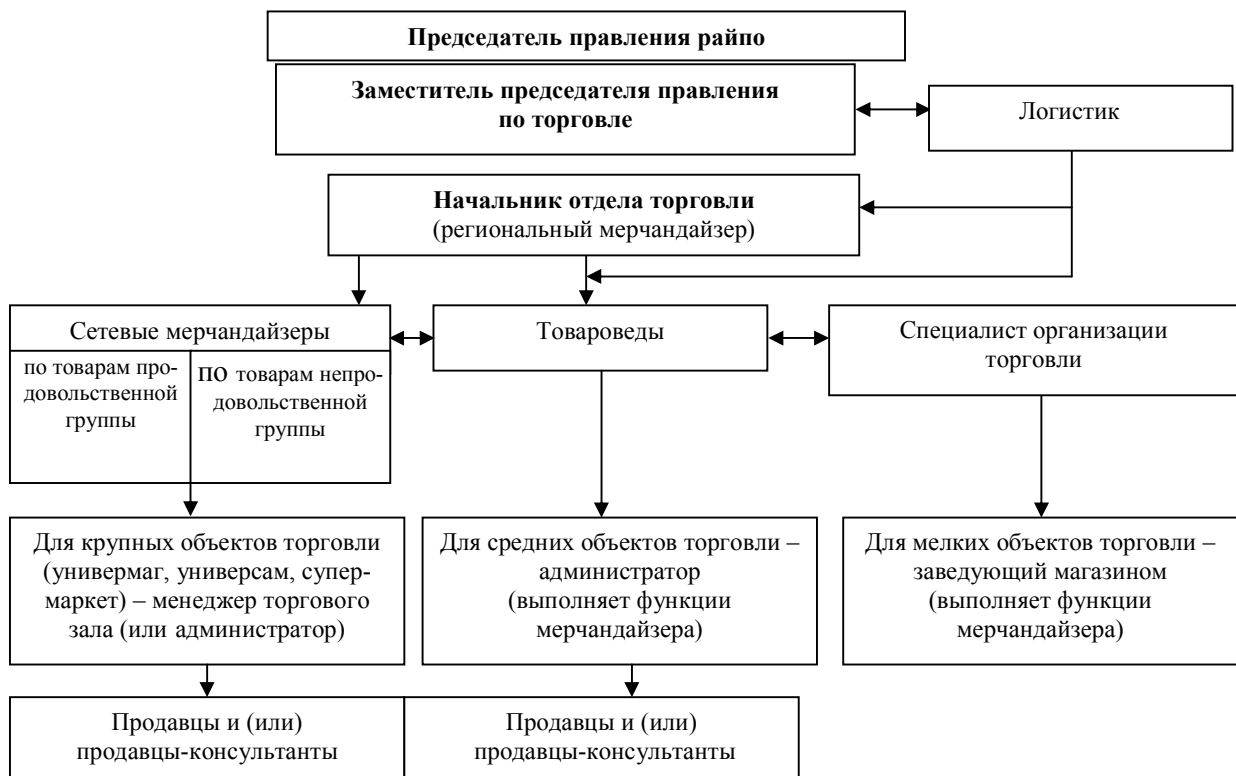 Председатель правления райпо
Заместитель председателя правления
по торговле
Логистик
Начальник отдела торговли
(региональный мерчандайзер)
Сетевые мерчандайзеры
по товарам про-
довольственной
группы
по товарам непро-
довольственной
группы
Товароведы
Специалист организации
торговли
Для крупных объектов торговли
(универмаг, универсам, супер-
маркет) – менеджер торгового
зала (или администратор)
Для средних объектов торговли –
администратор
(выполняет функции
мерчандайзера)
Для мелких объектов торговли –
заведующий магазином
(выполняет функции
мерчандайзера)
Продавцы и (или)
продавцы-консультанты
Продавцы и (или)
продавцы-консультанты